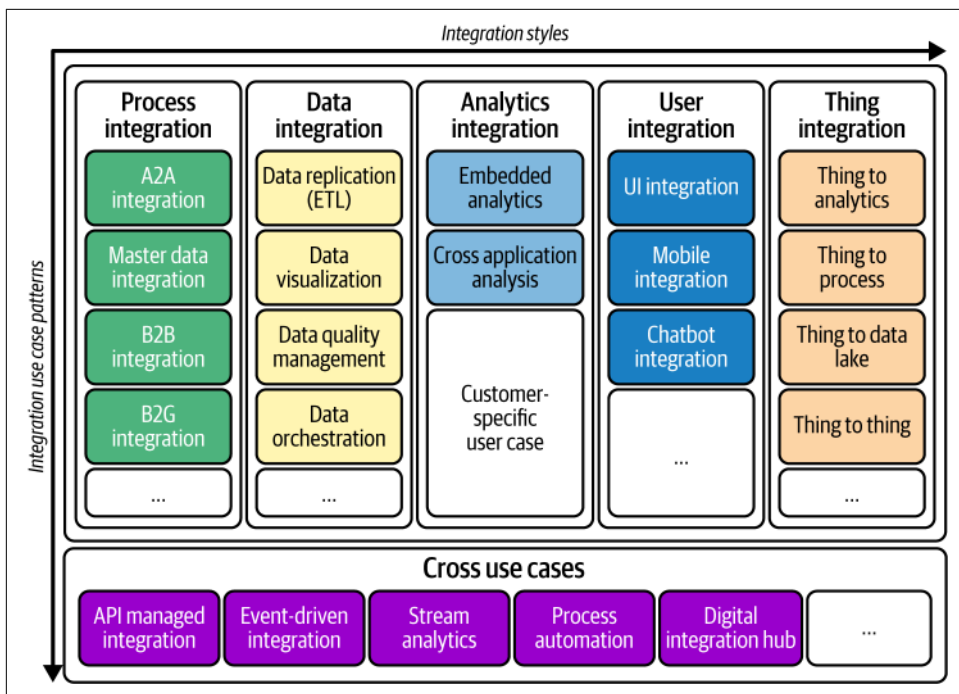 Integration styles
Integration use case patterns
Process
integration
A2A
integration
Master data
integration
B2B
integration
B2G
integration
...
Data
integration
Data replication
(ETL)
Data
visualization
Data quality
management
Data
orchestration
...
Analytics
integration
Embedded
analytics
Cross application
analysis
Customer-
specific
user case
User
integration
UI integration
Mobile
integration
Chatbot
integration
...
Thing
integration
Thing to
analytics
Thing to
process
Thing to data
lake
Thing to thing
...
Cross use cases
API managed
integration
Event-driven
integration
Stream
analytics
Process
automation
Digital
integration hub
...